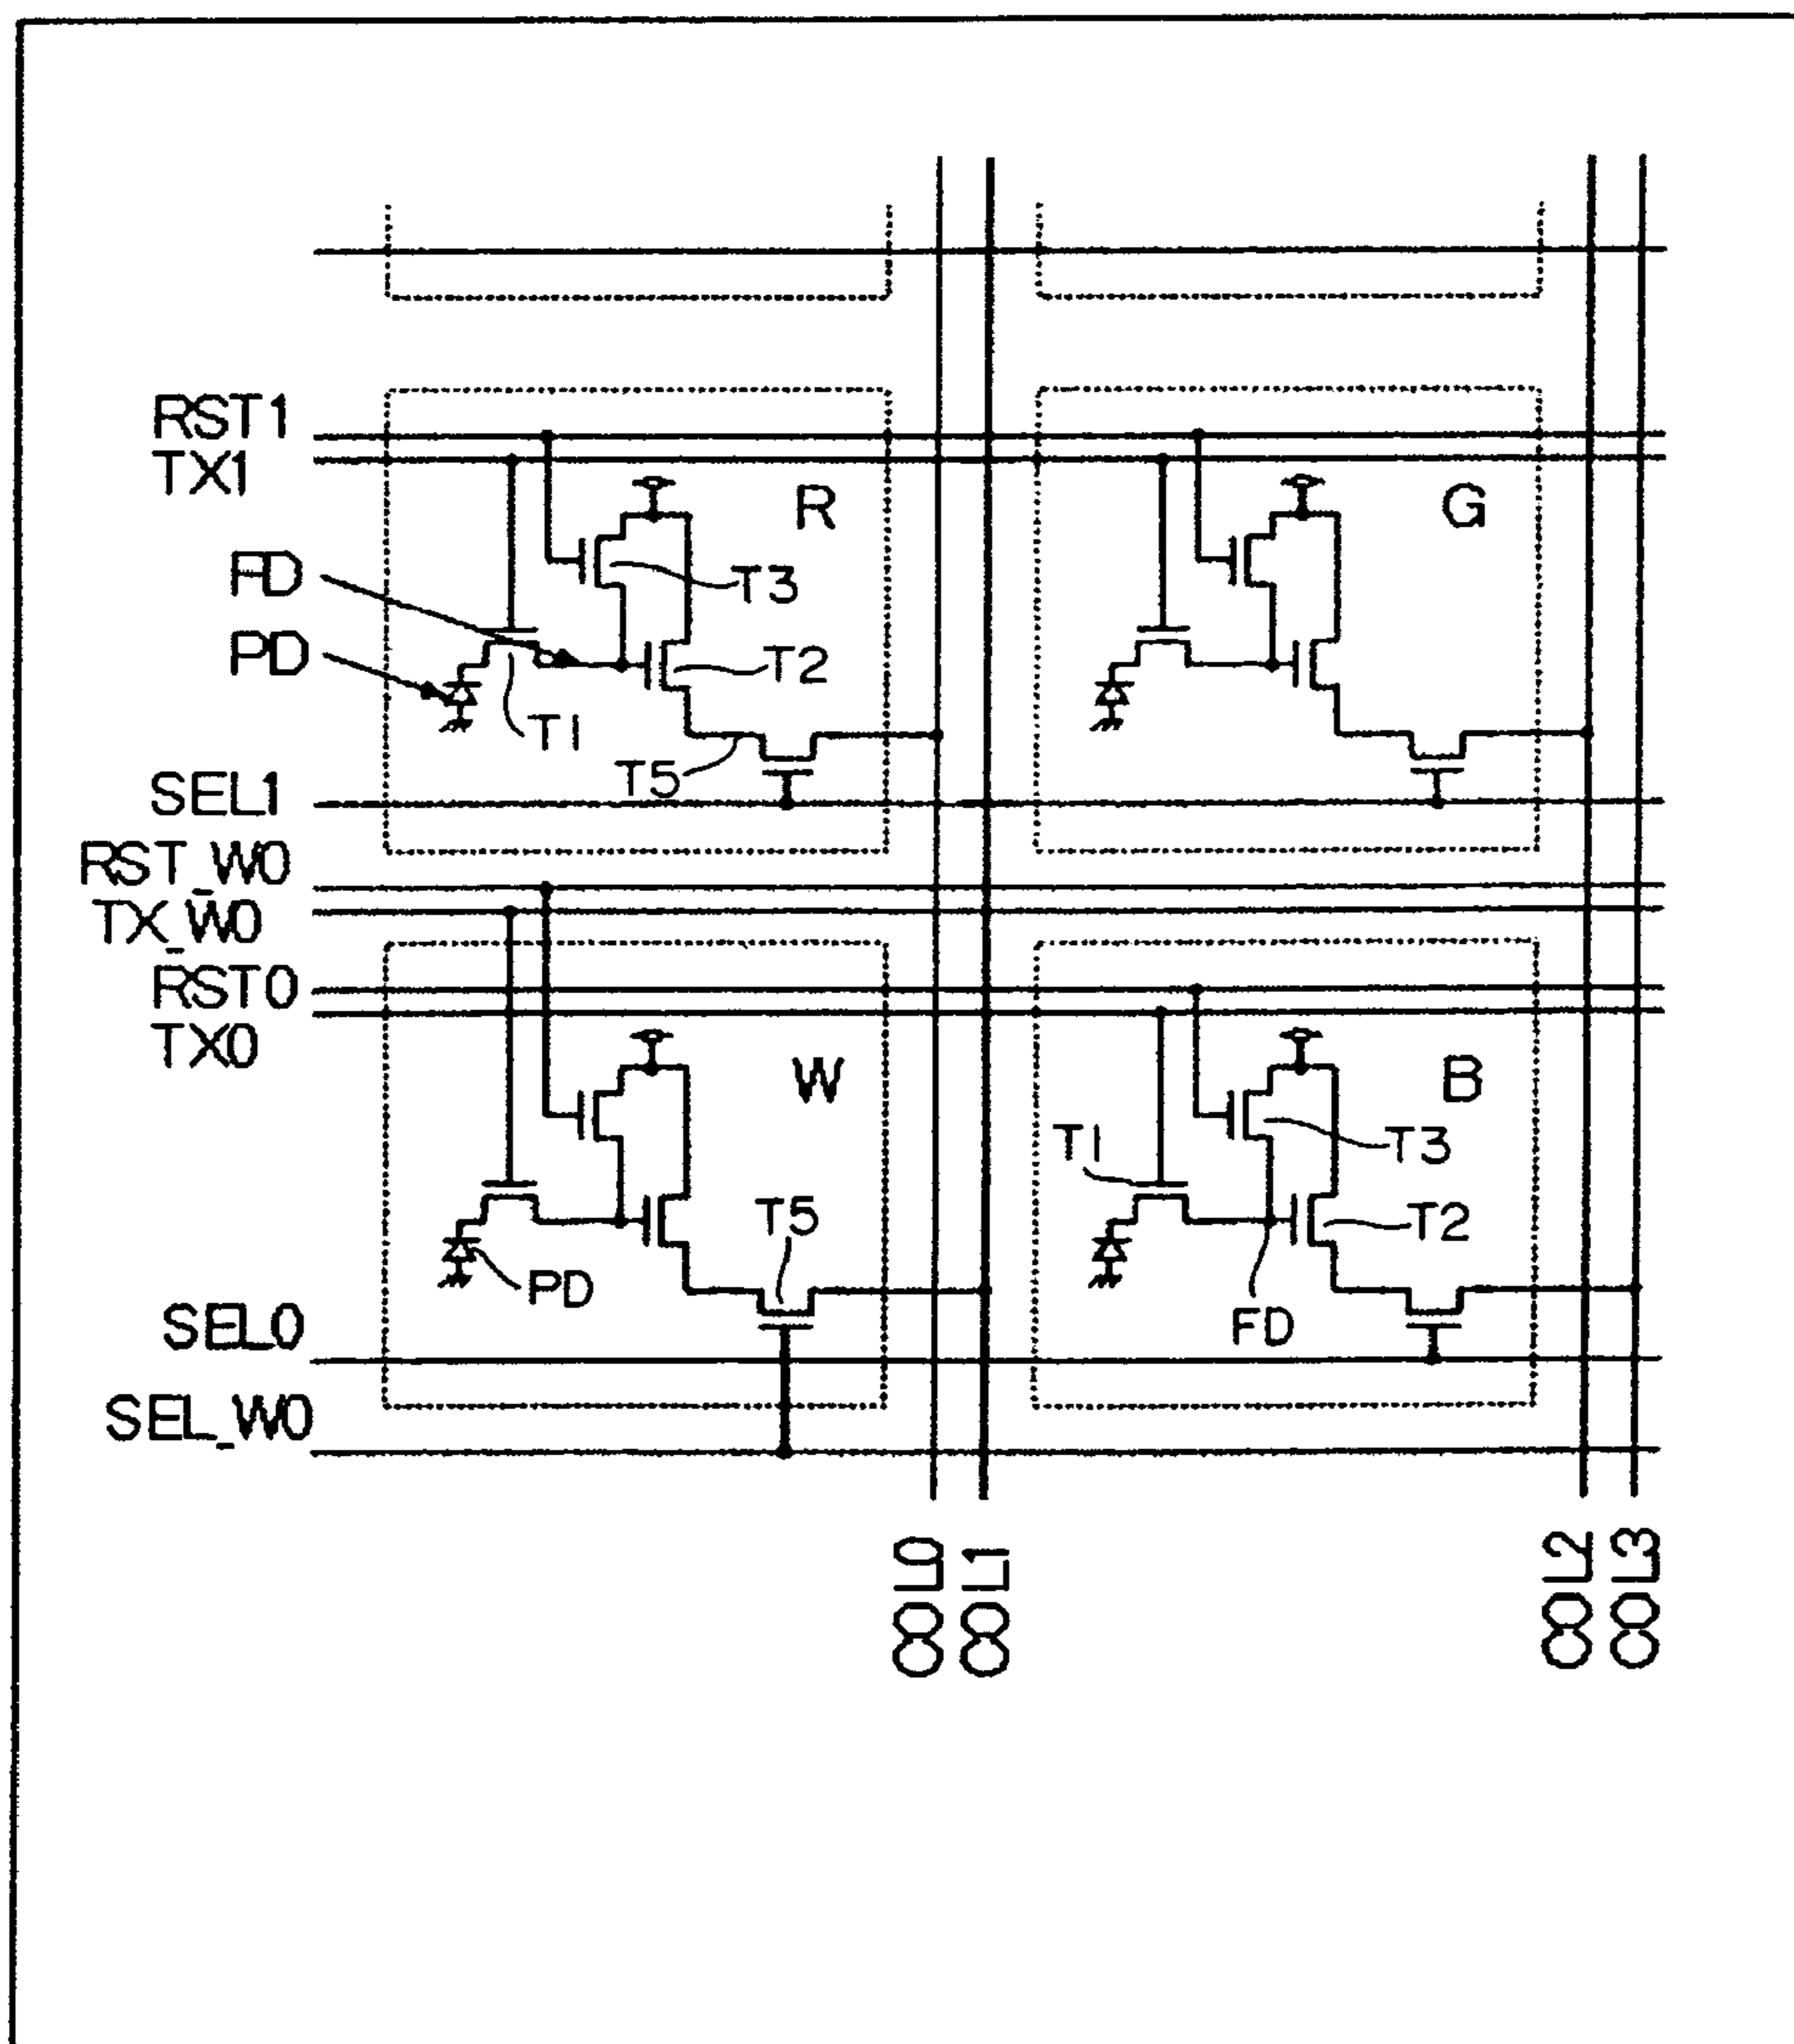 RST1
TX1
R
G
FD
T3
PD
T2
T1
T5
SEL1
RST_W0
TX_W0
RST0
TX0
W
B
T1
T3
T5
T2
PD
FD
SEL0
SEL_W0
COL0
COL1
COL2
COL3